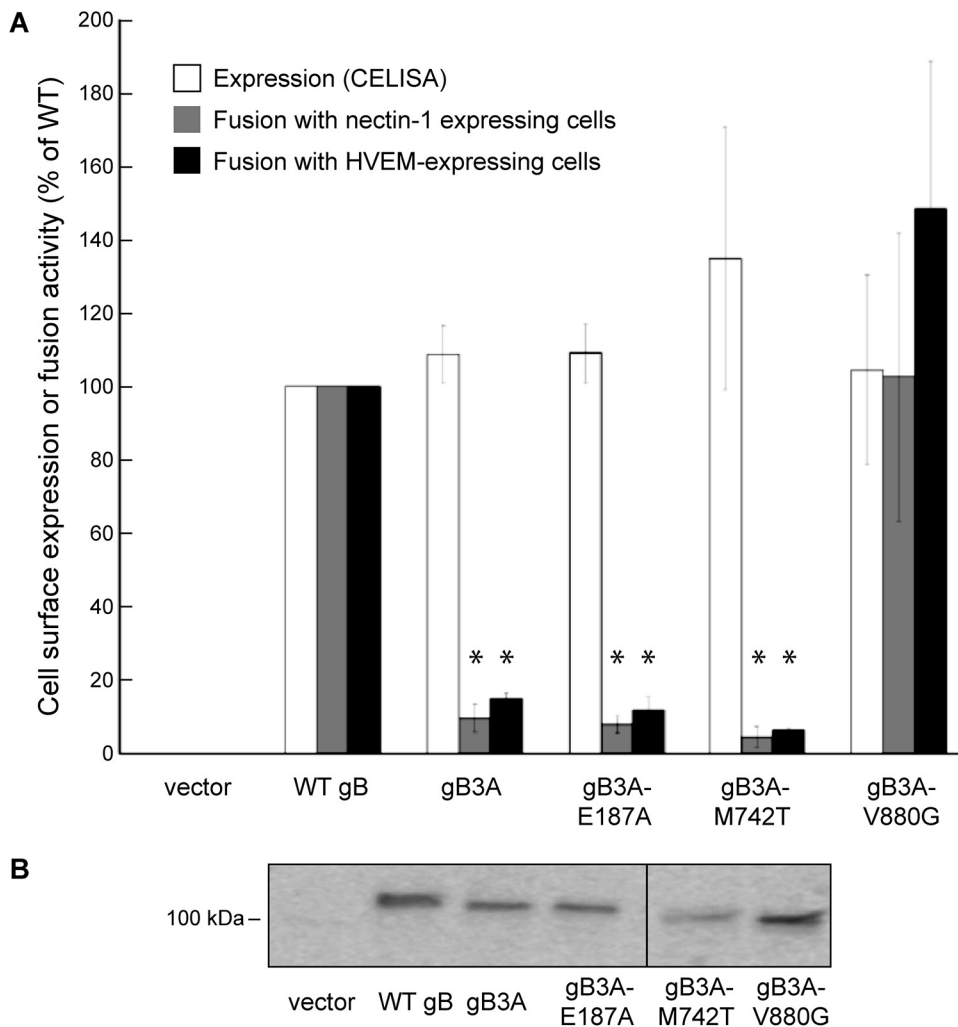 A
Cell surface expression or fusion activity (% of WT)
200
180
160
140
120
100
80
60
40
20
0
Expression (CELISA)
Fusion with nectin-1 expressing cells
Fusion with HVEM-expressing cells
* * * * * *
vector WT gB gB3A gB3A-E187A gB3A-M742T gB3A-V880G
B
100 kDa –
vector WT gB gB3A gB3A-E187A gB3A-M742T gB3A-V880G